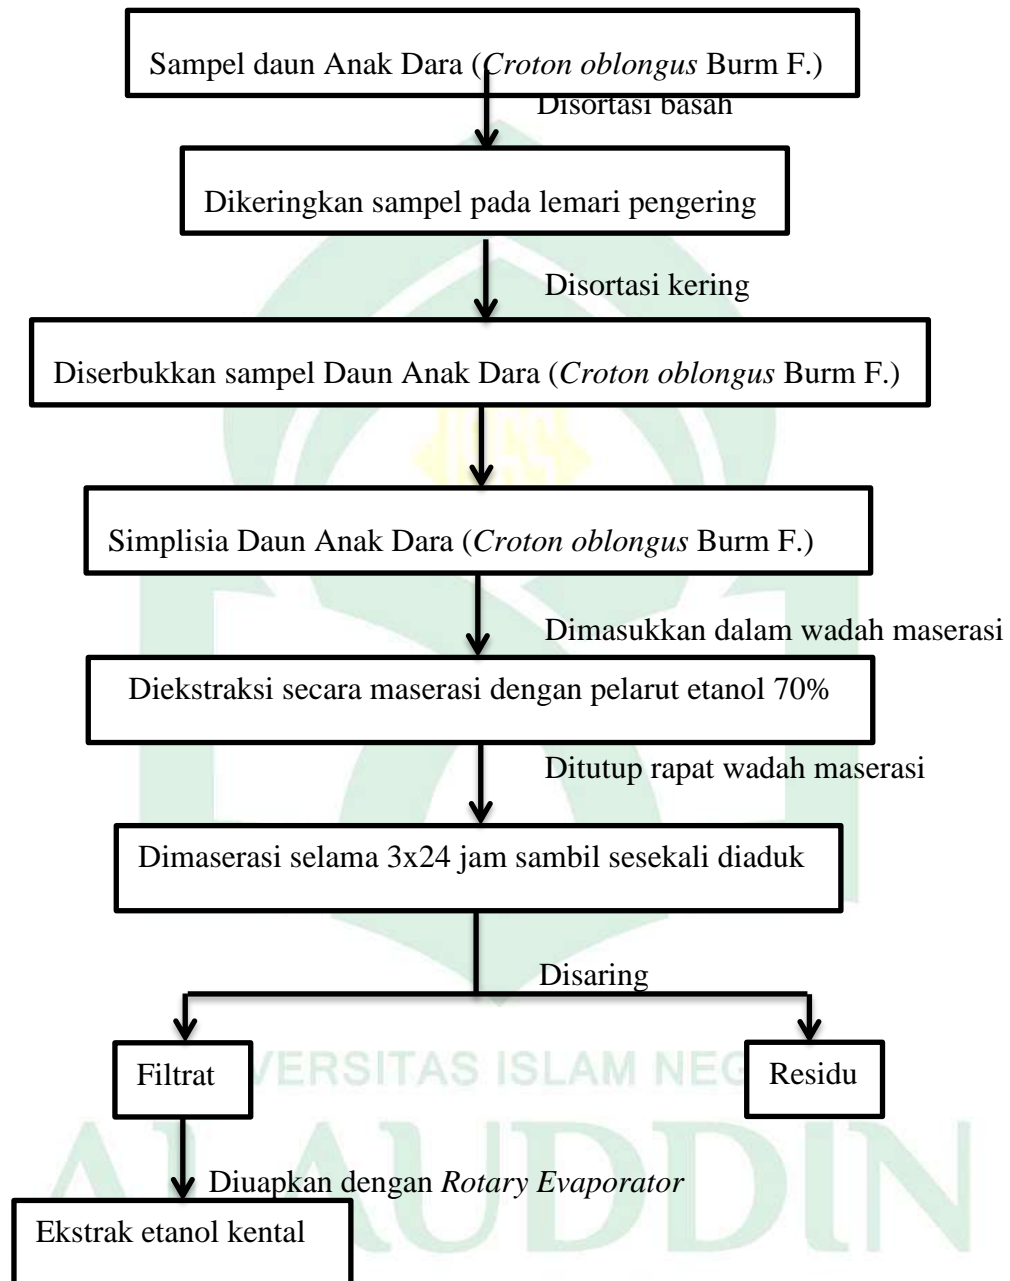 Sampel daun Anak Dara (Croton oblongus Burm F.)
Disortasi basah
Dikeringkan sampel pada lemari pengering
Disortasi kering
Diserbukkan sampel Daun Anak Dara (Croton oblongus Burm F.)
Simplisia Daun Anak Dara (Croton oblongus Burm F.)
Dimasukkan dalam wadah maserasi
Diekstraksi secara maserasi dengan pelarut etanol 70%
Ditutup rapat wadah maserasi
Dimaserasi selama 3x24 jam sambil sesekali diaduk
Disaring
Filtrat
Residu
VERSITAS ISLAM NEG
ALAUDDIN
Diuapkan dengan Rotary Evaporator
Ekstrak etanol kental